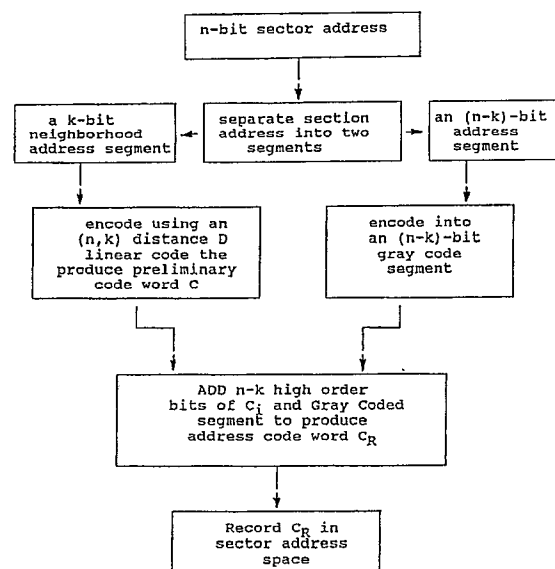 n-bit sector address
a k-bit
neighborhood
address segment
separate section
address into two
segments
an (n-k)-bit
address
segment
encode using an
(n,k) distance D
linear code the
produce preliminary
code word C
encode into
an (n-k)-bit
gray code
segment
ADD n-k high order
bits of Ci and Gray Coded
segment to produce
address code word CR
Record CR in
sector address
space